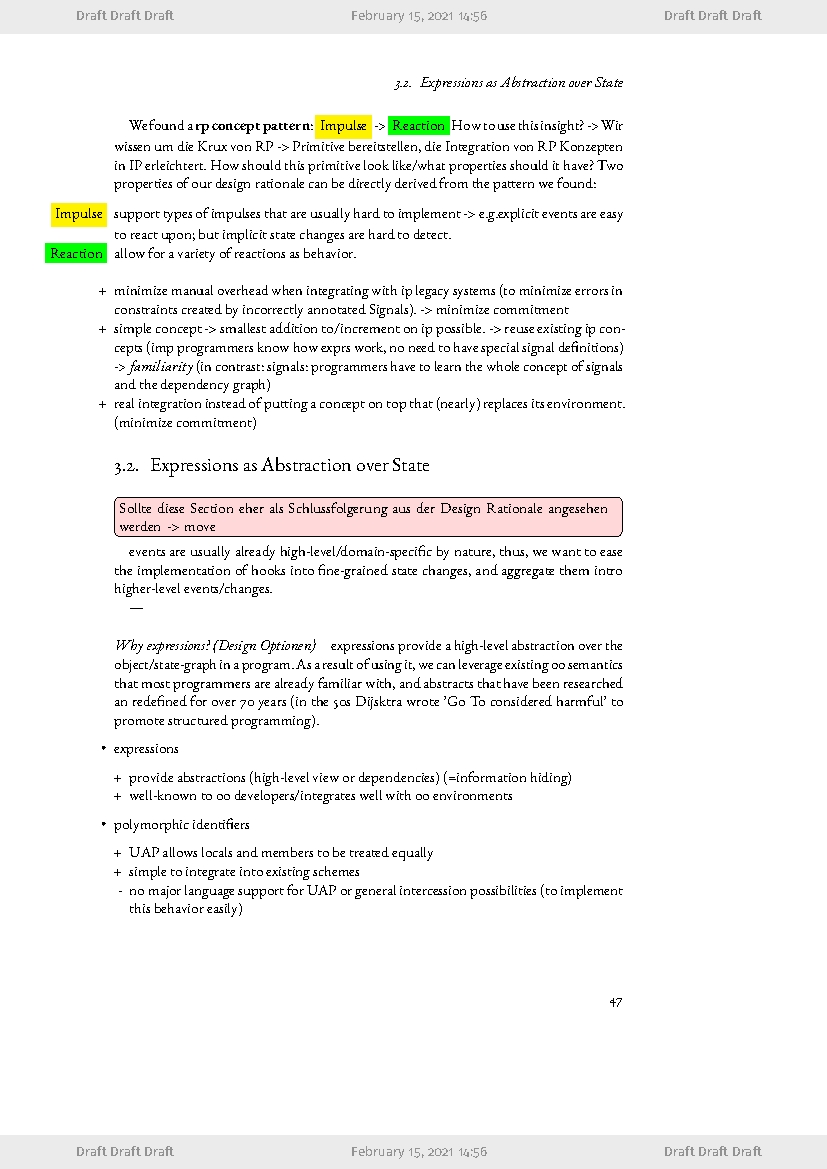 Draft Draft Draft February 15, 2021 14:56 Draft Draft Draft
3.2. Expressions as Abstraction over State
We found a rp concept pattern: Impulse -> Reaction How to use this insight? -> Wir
wissen um die Krux von RP -> Primitive bereitstellen, die Integration von RP Konzepten
in IP erleichtert. How should this primitive look like/what properties should it have? Two
properties of our design rationale can be directly derived from the pattern we found:
Impulse support types of impulses that are usually hard to implement -> e.g.explicit events are easy
to react upon; but implicit state changes are hard to detect.
Reaction allow for a variety of reactions as behavior.
+ minimize manual overhead when integrating with ip legacy systems (to minimize errors in
constraints created by incorrectly annotated Signals). -> minimize commitment
+ simple concept -> smallest addition to/increment on ip possible. -> reuse existing ip con-
cepts (imp programmers know how exprs work, no need to have special signal definitions)
-> familiarity (in contrast: signals: programmers have to learn the whole concept of signals
and the dependency graph)
+ real integration instead of putting a concept on top that (nearly) replaces its environment.
(minimize commitment)
3.2. Expressions as Abstraction over State
Sollte diese Section eher als Schlussfolgerung aus der Design Rationale angesehen
werden -> move
events are usually already high-level/domain-specific by nature, thus, we want to ease
the implementation of hooks into fine-grained state changes, and aggregate them intro
higher-level events/changes.
—
Why expressions? {Design Optionen} expressions provide a high-level abstraction over the
object/state-graph in a program. As a result of using it, we can leverage existing oo semantics
that most programmers are already familiar with, and abstracts that have been researched
an redefined for over 70 years (in the 50s Dijsktra wrote 'Go To considered harmful' to
promote structured programming).
• expressions
+ provide abstractions (high-level view or dependencies) (=information hiding)
+ well-known to oo developers/integrates well with oo environments
• polymorphic identifiers
+ UAP allows locals and members to be treated equally
+ simple to integrate into existing schemes
- no major language support for UAP or general intercession possibilities (to implement
this behavior easily)
47
Draft Draft Draft February 15, 2021 14:56 Draft Draft Draft